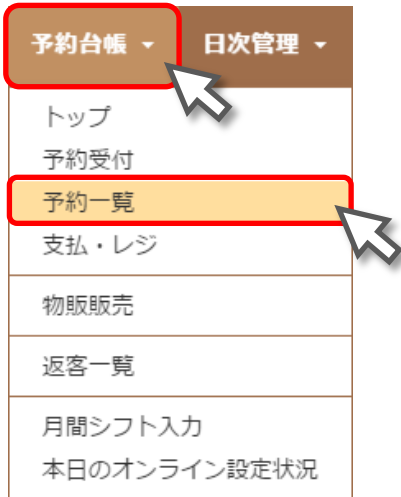 予約台帳 日次管理
トップ
予約受付
予約一覧
支払・レジ
物販販売
返客一覧
月間シフト入力
本日のオンライン設定状況